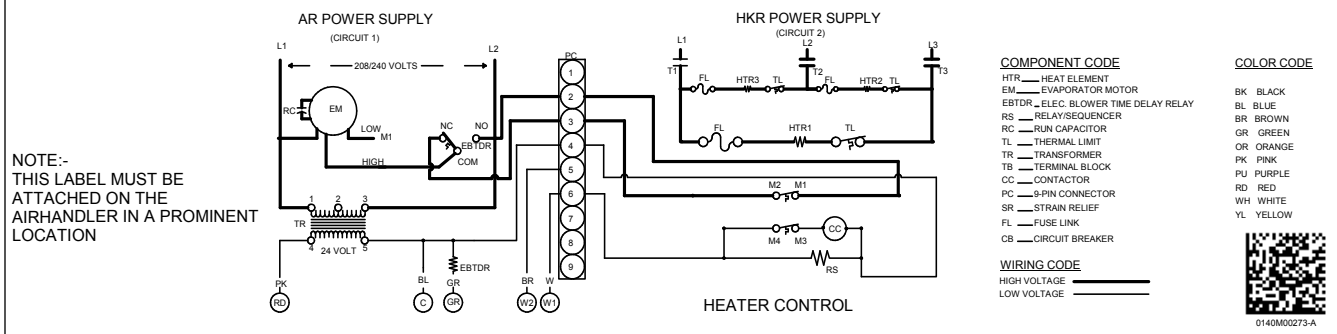 AR POWER SUPPLY
(CIRCUIT 1)
L1
L2
208/240 VOLTS
RC
EM
LOW
M1
HIGH
NC
NO
EBTDR
COM
1
2
3
TR
4
24 VOLT
5
PK
RD
BL
C
EBTDR
GR
GR
BR
W2
W
W1
PC
1
2
3
4
5
6
7
8
9
HKR POWER SUPPLY
(CIRCUIT 2)
L1
L2
L3
T1
T2
T3
FL
HTR3
TL
FL
HTR2
TL
FL
HTR1
TL
M2
M1
M4
M3
CC
RS
HEATER CONTROL
NOTE:-
THIS LABEL MUST BE
ATTACHED ON THE
AIRHANDLER IN A PROMINENT
LOCATION
COMPONENT CODE
HTR HEAT ELEMENT
EM EVAPORATOR MOTOR
EBTDR ELEC. BLOWER TIME DELAY RELAY
RS RELAY/SEQUENCER
RC RUN CAPACITOR
TL THERMAL LIMIT
TR TRANSFORMER
TB TERMINAL BLOCK
CC CONTACTOR
PC 9-PIN CONNECTOR
SR STRAIN RELIEF
FL FUSE LINK
CB CIRCUIT BREAKER
WIRING CODE
HIGH VOLTAGE
LOW VOLTAGE
COLOR CODE
BK BLACK
BL BLUE
BR BROWN
GR GREEN
OR ORANGE
PK PINK
PU PURPLE
RD RED
WH WHITE
YL YELLOW
0140M00273-A